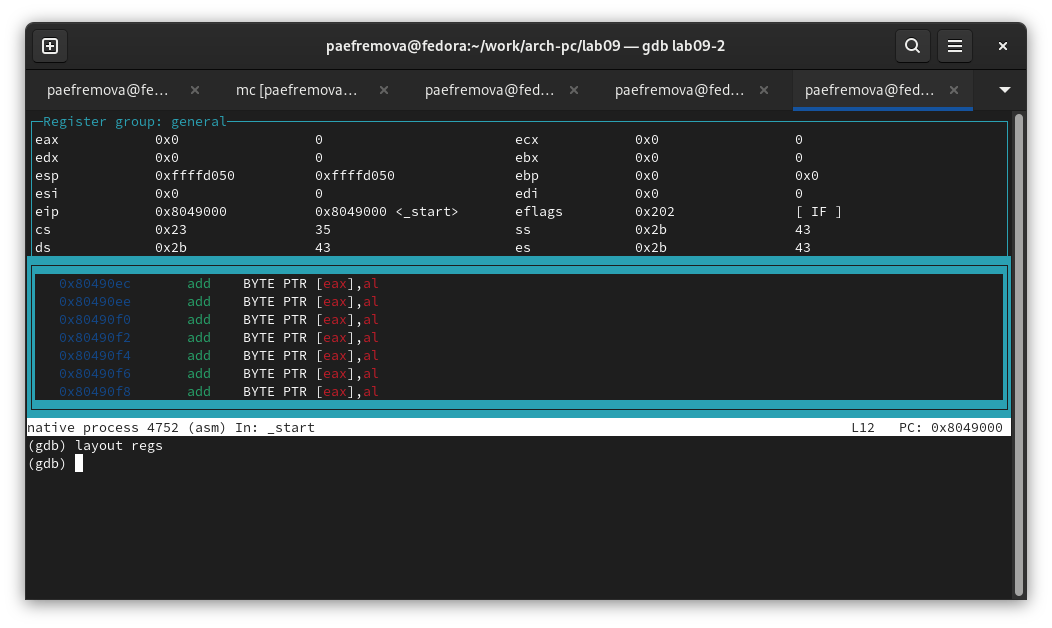 paefremova@fedora:~/work/arch-pc/lab09 — gdb lab09-2
paefremova@fe… × mc [paefremova… × paefremova@fed… × paefremova@fed… × paefremova@fed… ×
Register group: general
eax 0x0 0 ecx 0x0 0
edx 0x0 0 ebx 0x0 0
esp 0xffffd050 0xffffd050 ebp 0x0 0x0
esi 0x0 0 edi 0x0 0
eip 0x8049000 0x8049000 <_start> eflags 0x202 [ IF ]
cs 0x23 35 ss 0x2b 43
ds 0x2b 43 es 0x2b 43
0x80490ec add BYTE PTR [eax],al
0x80490ee add BYTE PTR [eax],al
0x80490f0 add BYTE PTR [eax],al
0x80490f2 add BYTE PTR [eax],al
0x80490f4 add BYTE PTR [eax],al
0x80490f6 add BYTE PTR [eax],al
0x80490f8 add BYTE PTR [eax],al
native process 4752 (asm) In: _start L12 PC: 0x8049000
(gdb) layout regs
(gdb)